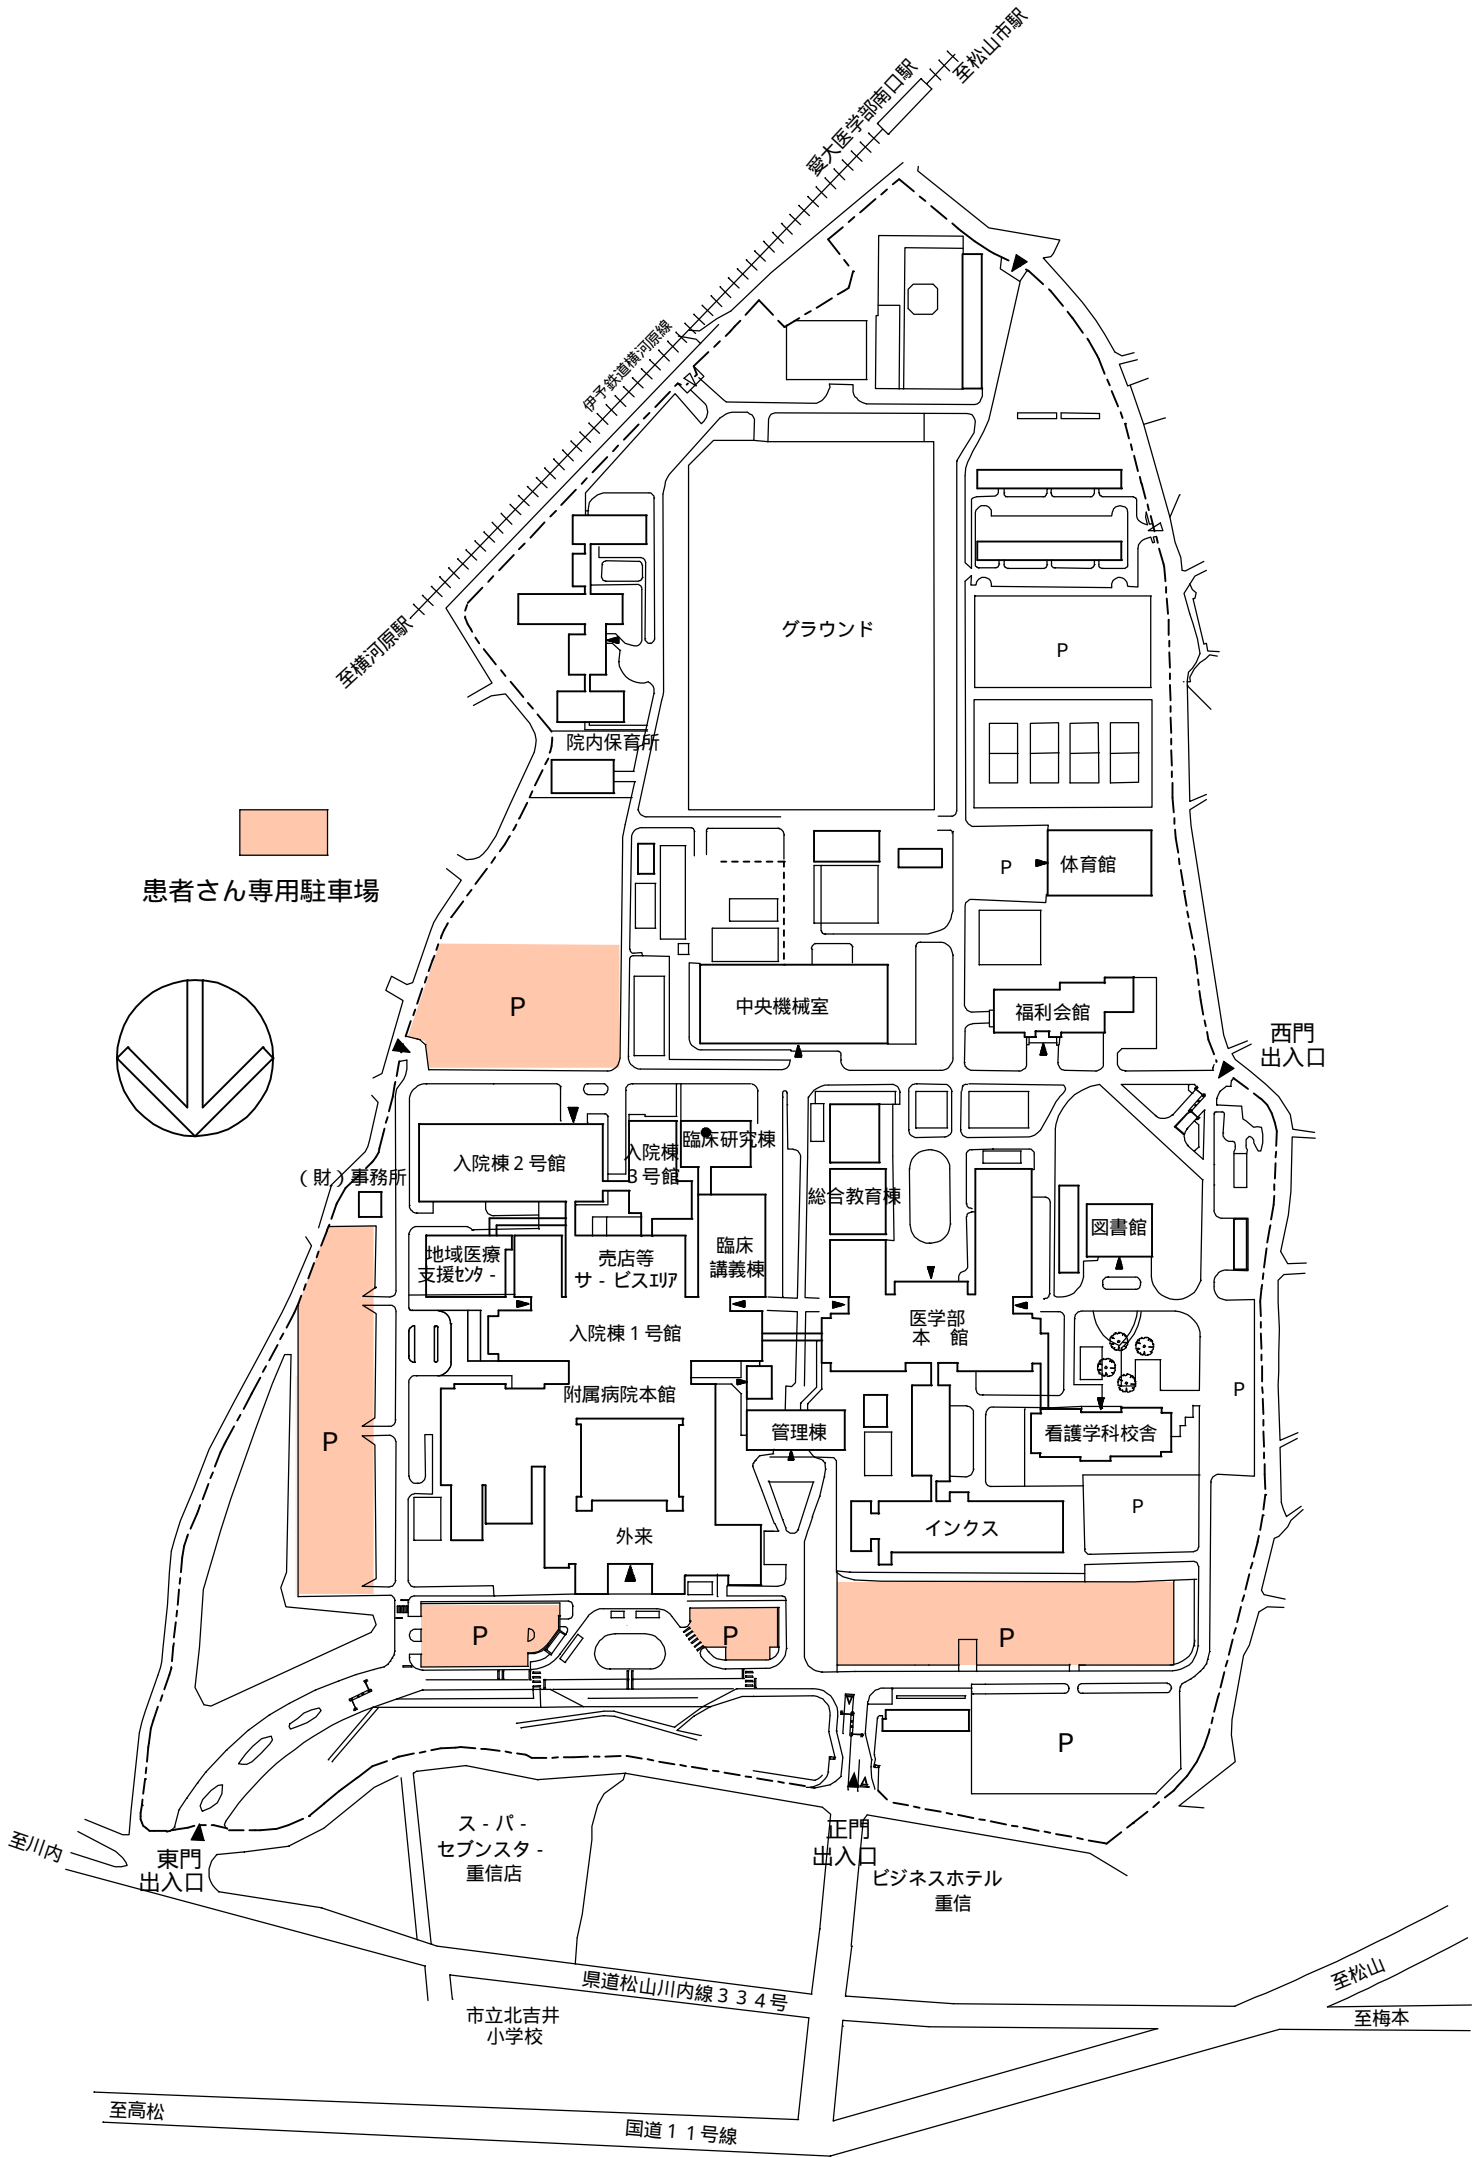 至松山市駅
愛大医学部南口駅
伊予鉄道横河原線
至横河原駅
グラウンド
P
院内保育所
患者さん専用駐車場
P
体育館
P
中央機械室
福利会館
西門
出入口
入院棟２号館
入院棟
３号館
臨床研究棟
（財）事務所
総合教育棟
図書館
地域医療
支援ｾﾝﾀ-
売店等
サ-ビスｴﾘｱ
臨床
講義棟
入院棟１号館
医学部
本　館
附属病院本館
P
管理棟
看護学科校舎
P
P
外来
インクス
P
P
P
P
東門
出入口
ス-パ-
セブンスタ-
重信店
正門
出入口
ビジネスホテル
重信
至川内
県道松山川内線３３４号
市立北吉井
小学校
至松山
至梅本
至高松
国道１１号線